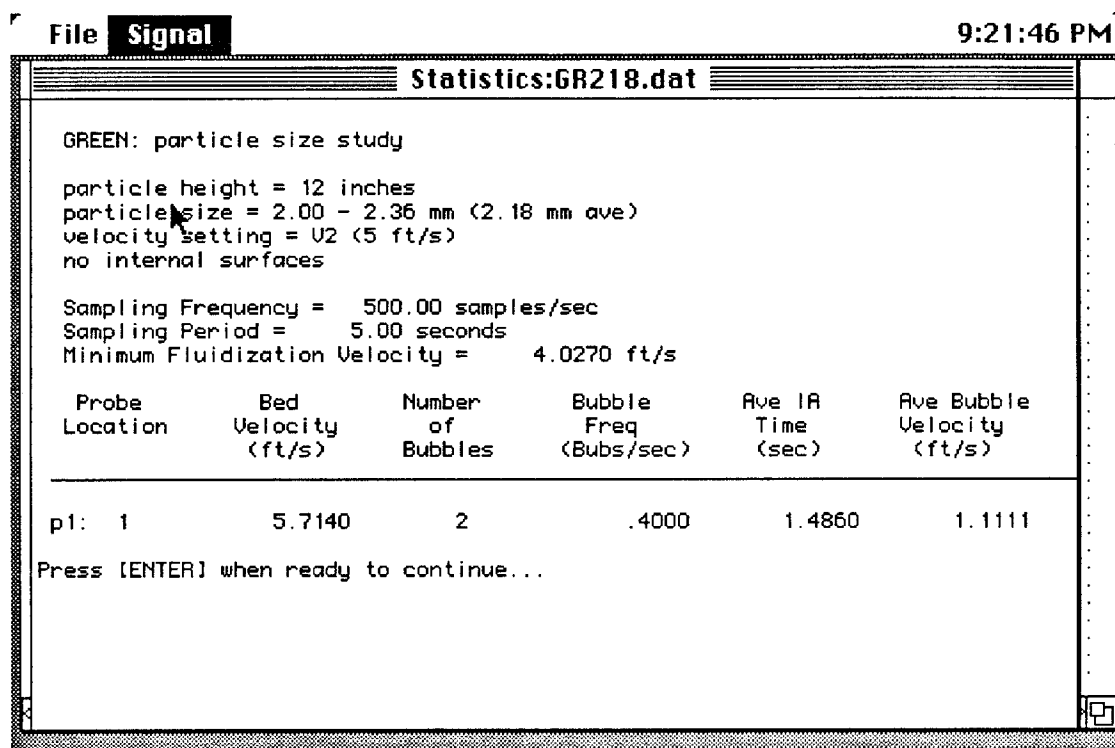 File Signal 9:21:46 PM
Statistics:GR218.dat
GREEN: particle size study
particle height = 12 inches
particle size = 2.00 - 2.36 mm (2.18 mm ave)
velocity setting = V2 (5 ft/s)
no internal surfaces
Sampling Frequency = 500.00 samples/sec
Sampling Period = 5.00 seconds
Minimum Fluidization Velocity = 4.0270 ft/s
Probe Bed Number Bubble Ave IA Ave Bubble
Location Velocity of Freq Time Velocity
(ft/s) Bubbles (Bubs/sec) (sec) (ft/s)
p1: 1 5.7140 2 .4000 1.4860 1.1111
Press [ENTER] when ready to continue...